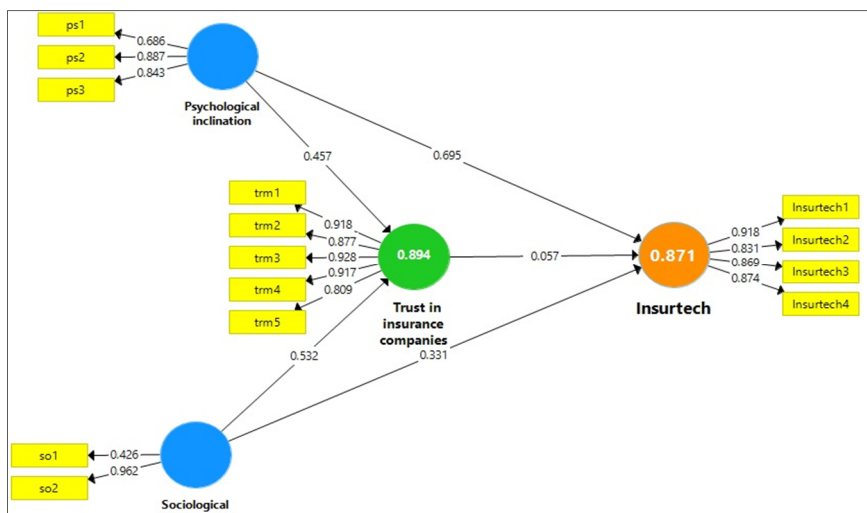 ps1
0.686
ps2
0.887
ps3
0.843
Psychological
inclination
0.457
0.695
trm1
0.918
trm2
0.877
trm3
0.928
trm4
0.917
trm5
0.809
0.894
Trust in
insurance
companies
0.057
0.871
Insurtech
0.918
Insurtech1
0.831
Insurtech2
0.869
Insurtech3
0.874
Insurtech4
0.532
0.331
so1
0.426
so2
0.962
Sociological